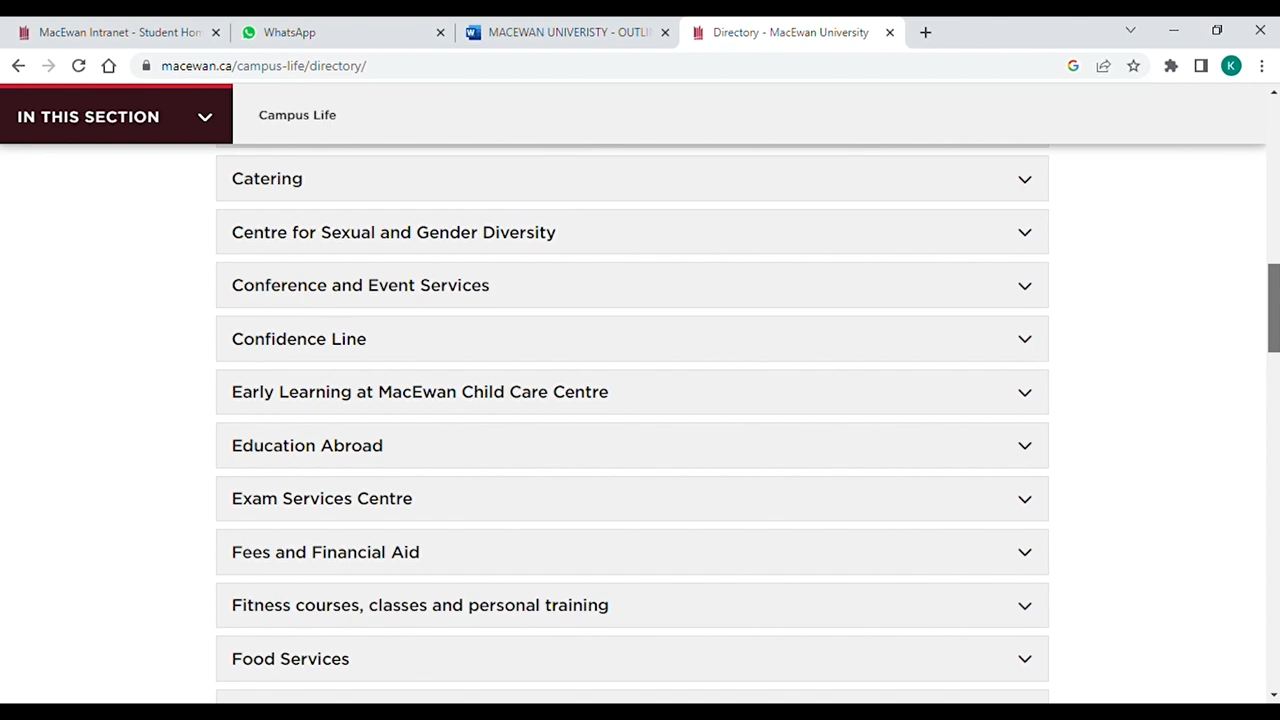 MacEwan Intranet - Student Hom
WhatsApp
MACEWAN UNIVERISTY - OUTLIN
Directory - MacEwan University
macewan.ca/campus-life/directory/
K
IN THIS SECTION
Campus Life
Catering
Centre for Sexual and Gender Diversity
Conference and Event Services
Confidence Line
Early Learning at MacEwan Child Care Centre
Education Abroad
Exam Services Centre
Fees and Financial Aid
Fitness courses, classes and personal training
Food Services